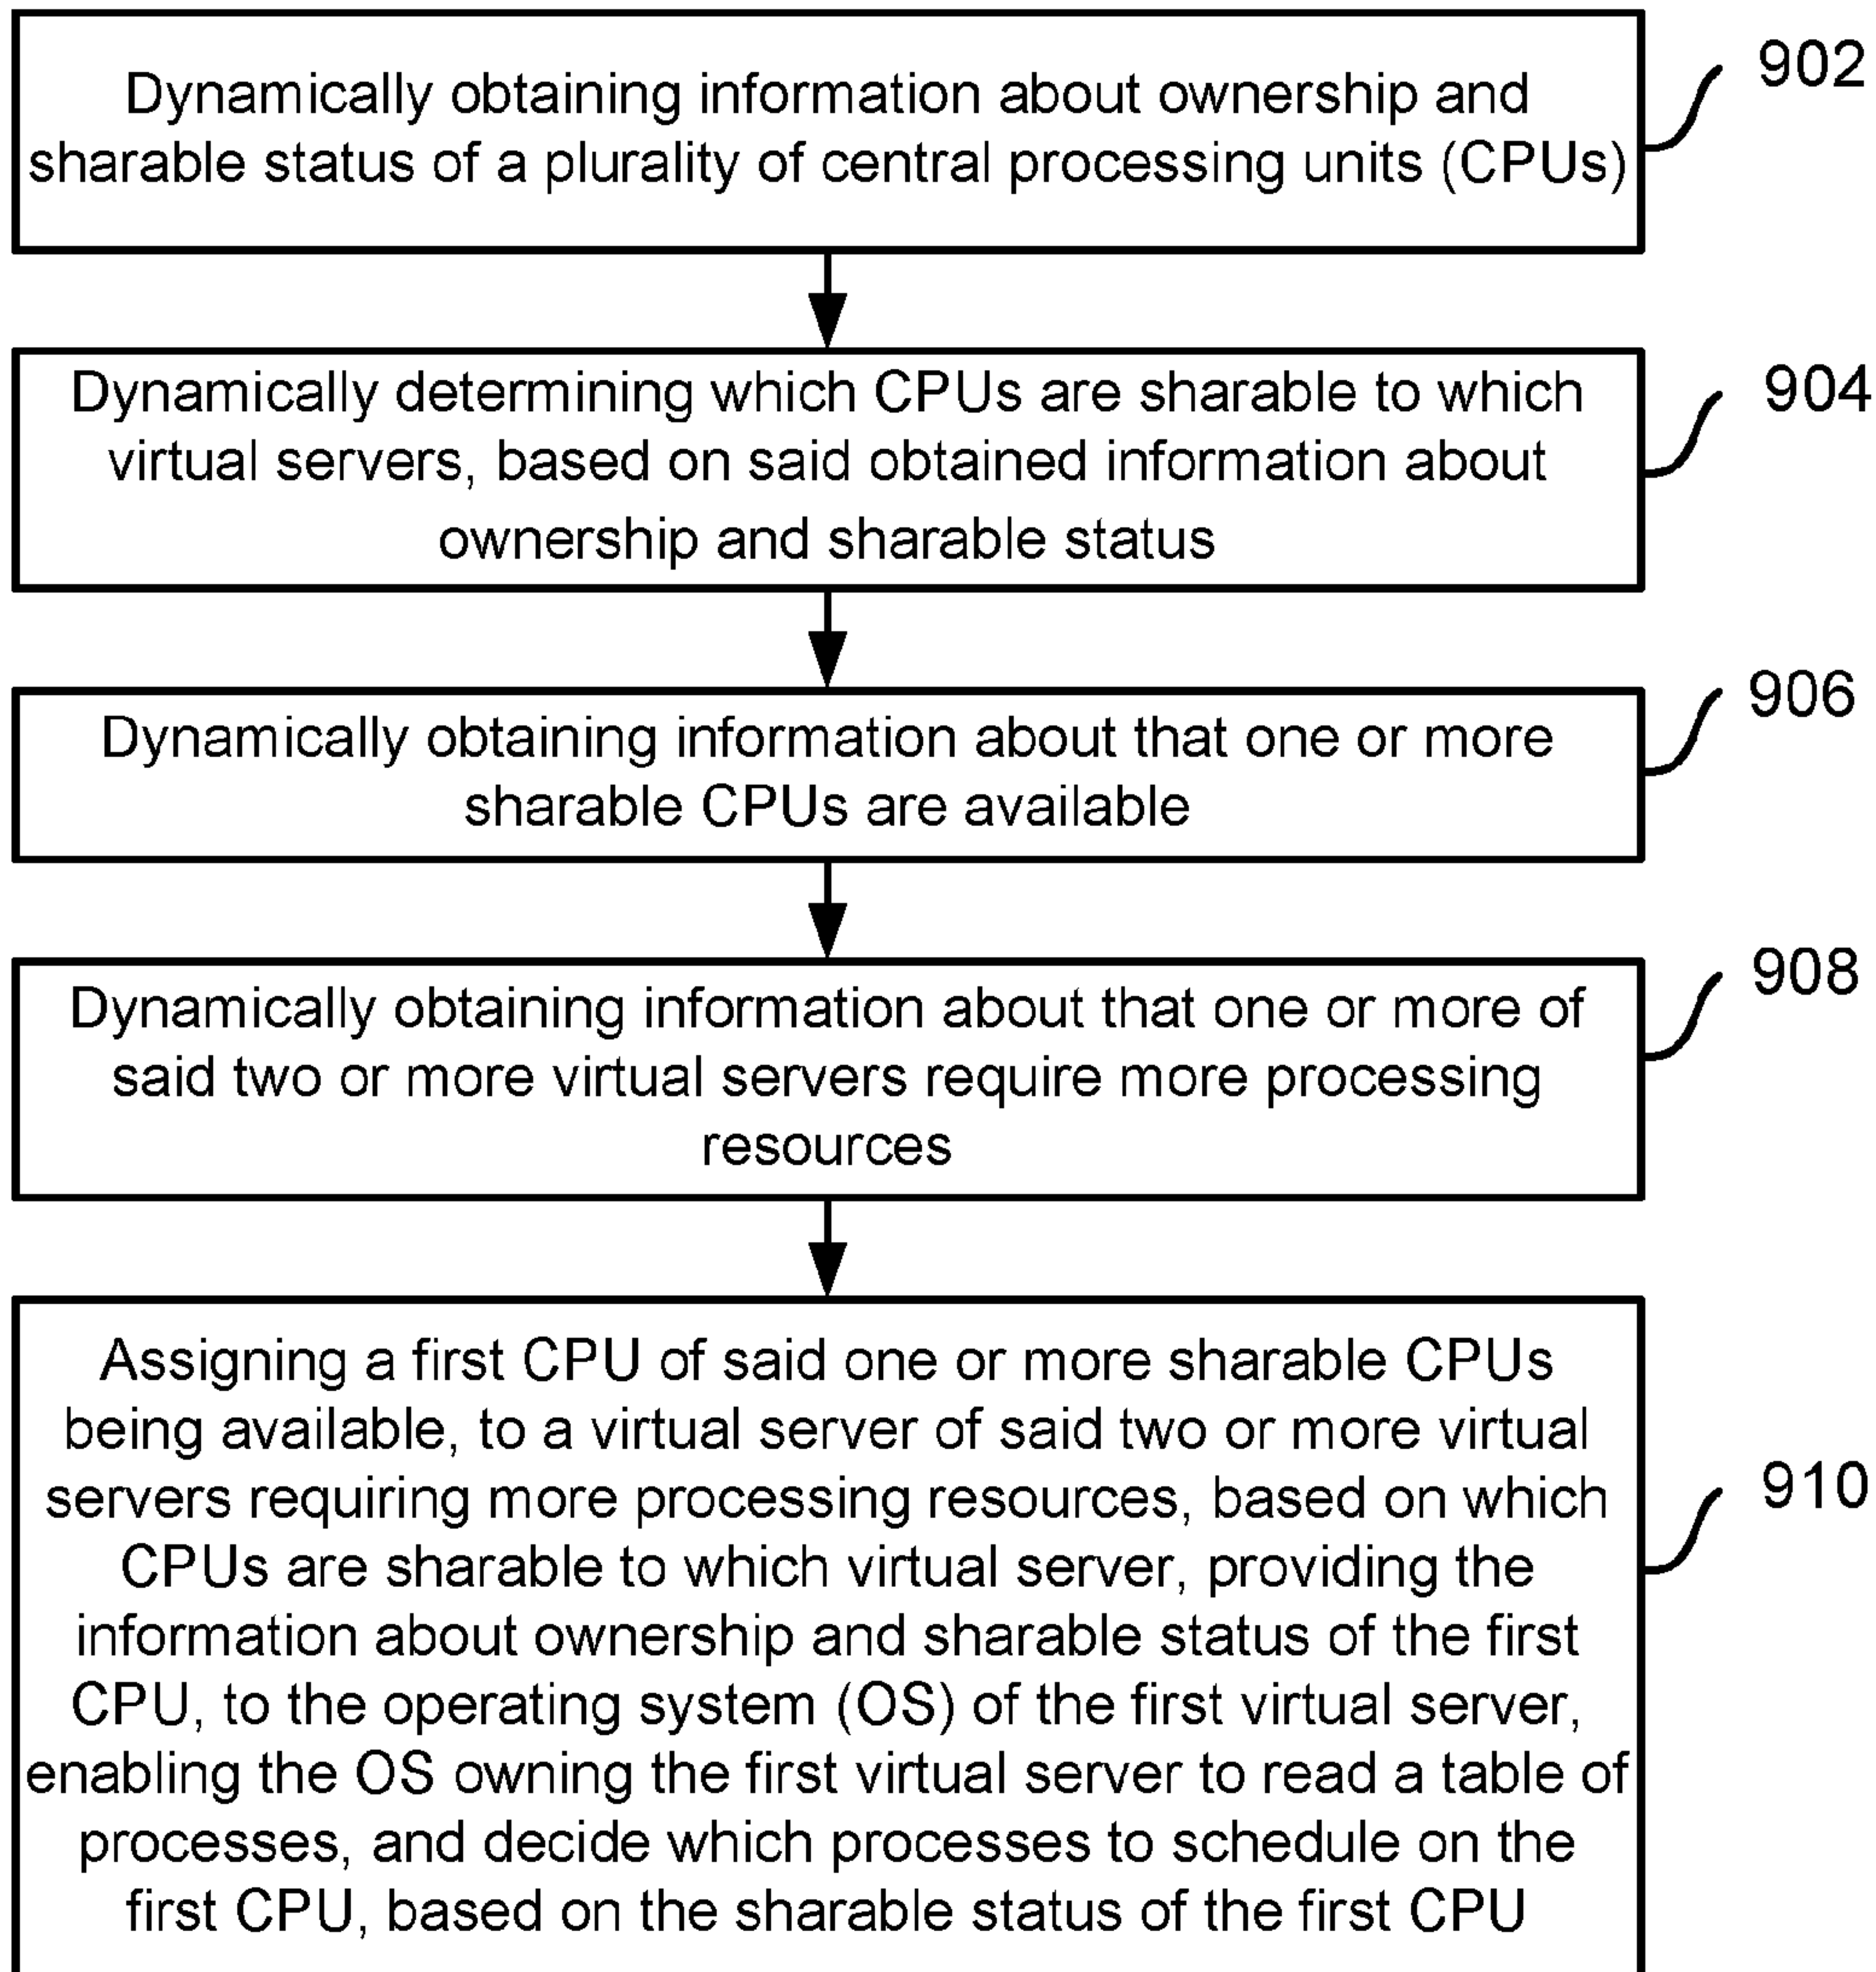 Dynamically obtaining information about ownership and
sharable status of a plurality of central processing units (CPUs)
902
Dynamically determining which CPUs are sharable to which
virtual servers, based on said obtained information about
ownership and sharable status
904
Dynamically obtaining information about that one or more
sharable CPUs are available
906
Dynamically obtaining information about that one or more of
said two or more virtual servers require more processing
resources
908
Assigning a first CPU of said one or more sharable CPUs
being available, to a virtual server of said two or more virtual
servers requiring more processing resources, based on which
CPUs are sharable to which virtual server, providing the
information about ownership and sharable status of the first
CPU, to the operating system (OS) of the first virtual server,
enabling the OS owning the first virtual server to read a table of
processes, and decide which processes to schedule on the
first CPU, based on the sharable status of the first CPU
910